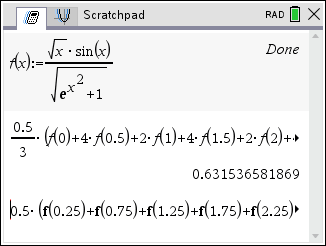 Scratchpad RAD
f(x):=√x·sin(x)/√(e^x^2+1) Done
0.5/3·(f(0)+4·f(0.5)+2·f(1)+4·f(1.5)+2·f(2)+▸
0.631536581869
0.5·(f(0.25)+f(0.75)+f(1.25)+f(1.75)+f(2.25)▸